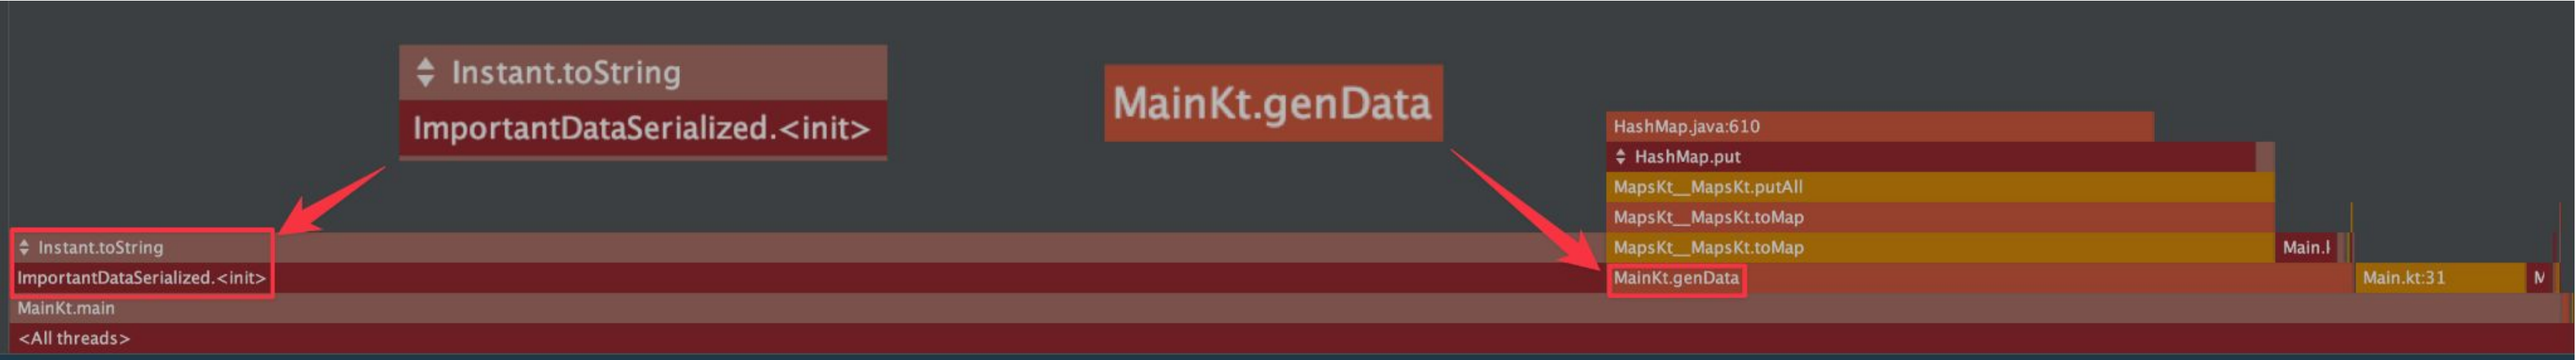 Instant.toString
ImportantDataSerialized.<init>
MainKt.genData
HashMap.java:610
HashMap.put
MapsKt__MapsKt.putAll
MapsKt__MapsKt.toMap
Instant.toString
MapsKt__MapsKt.toMap
Main.k
ImportantDataSerialized.<init>
MainKt.genData
Main.kt:31
M
MainKt.main
<All threads>